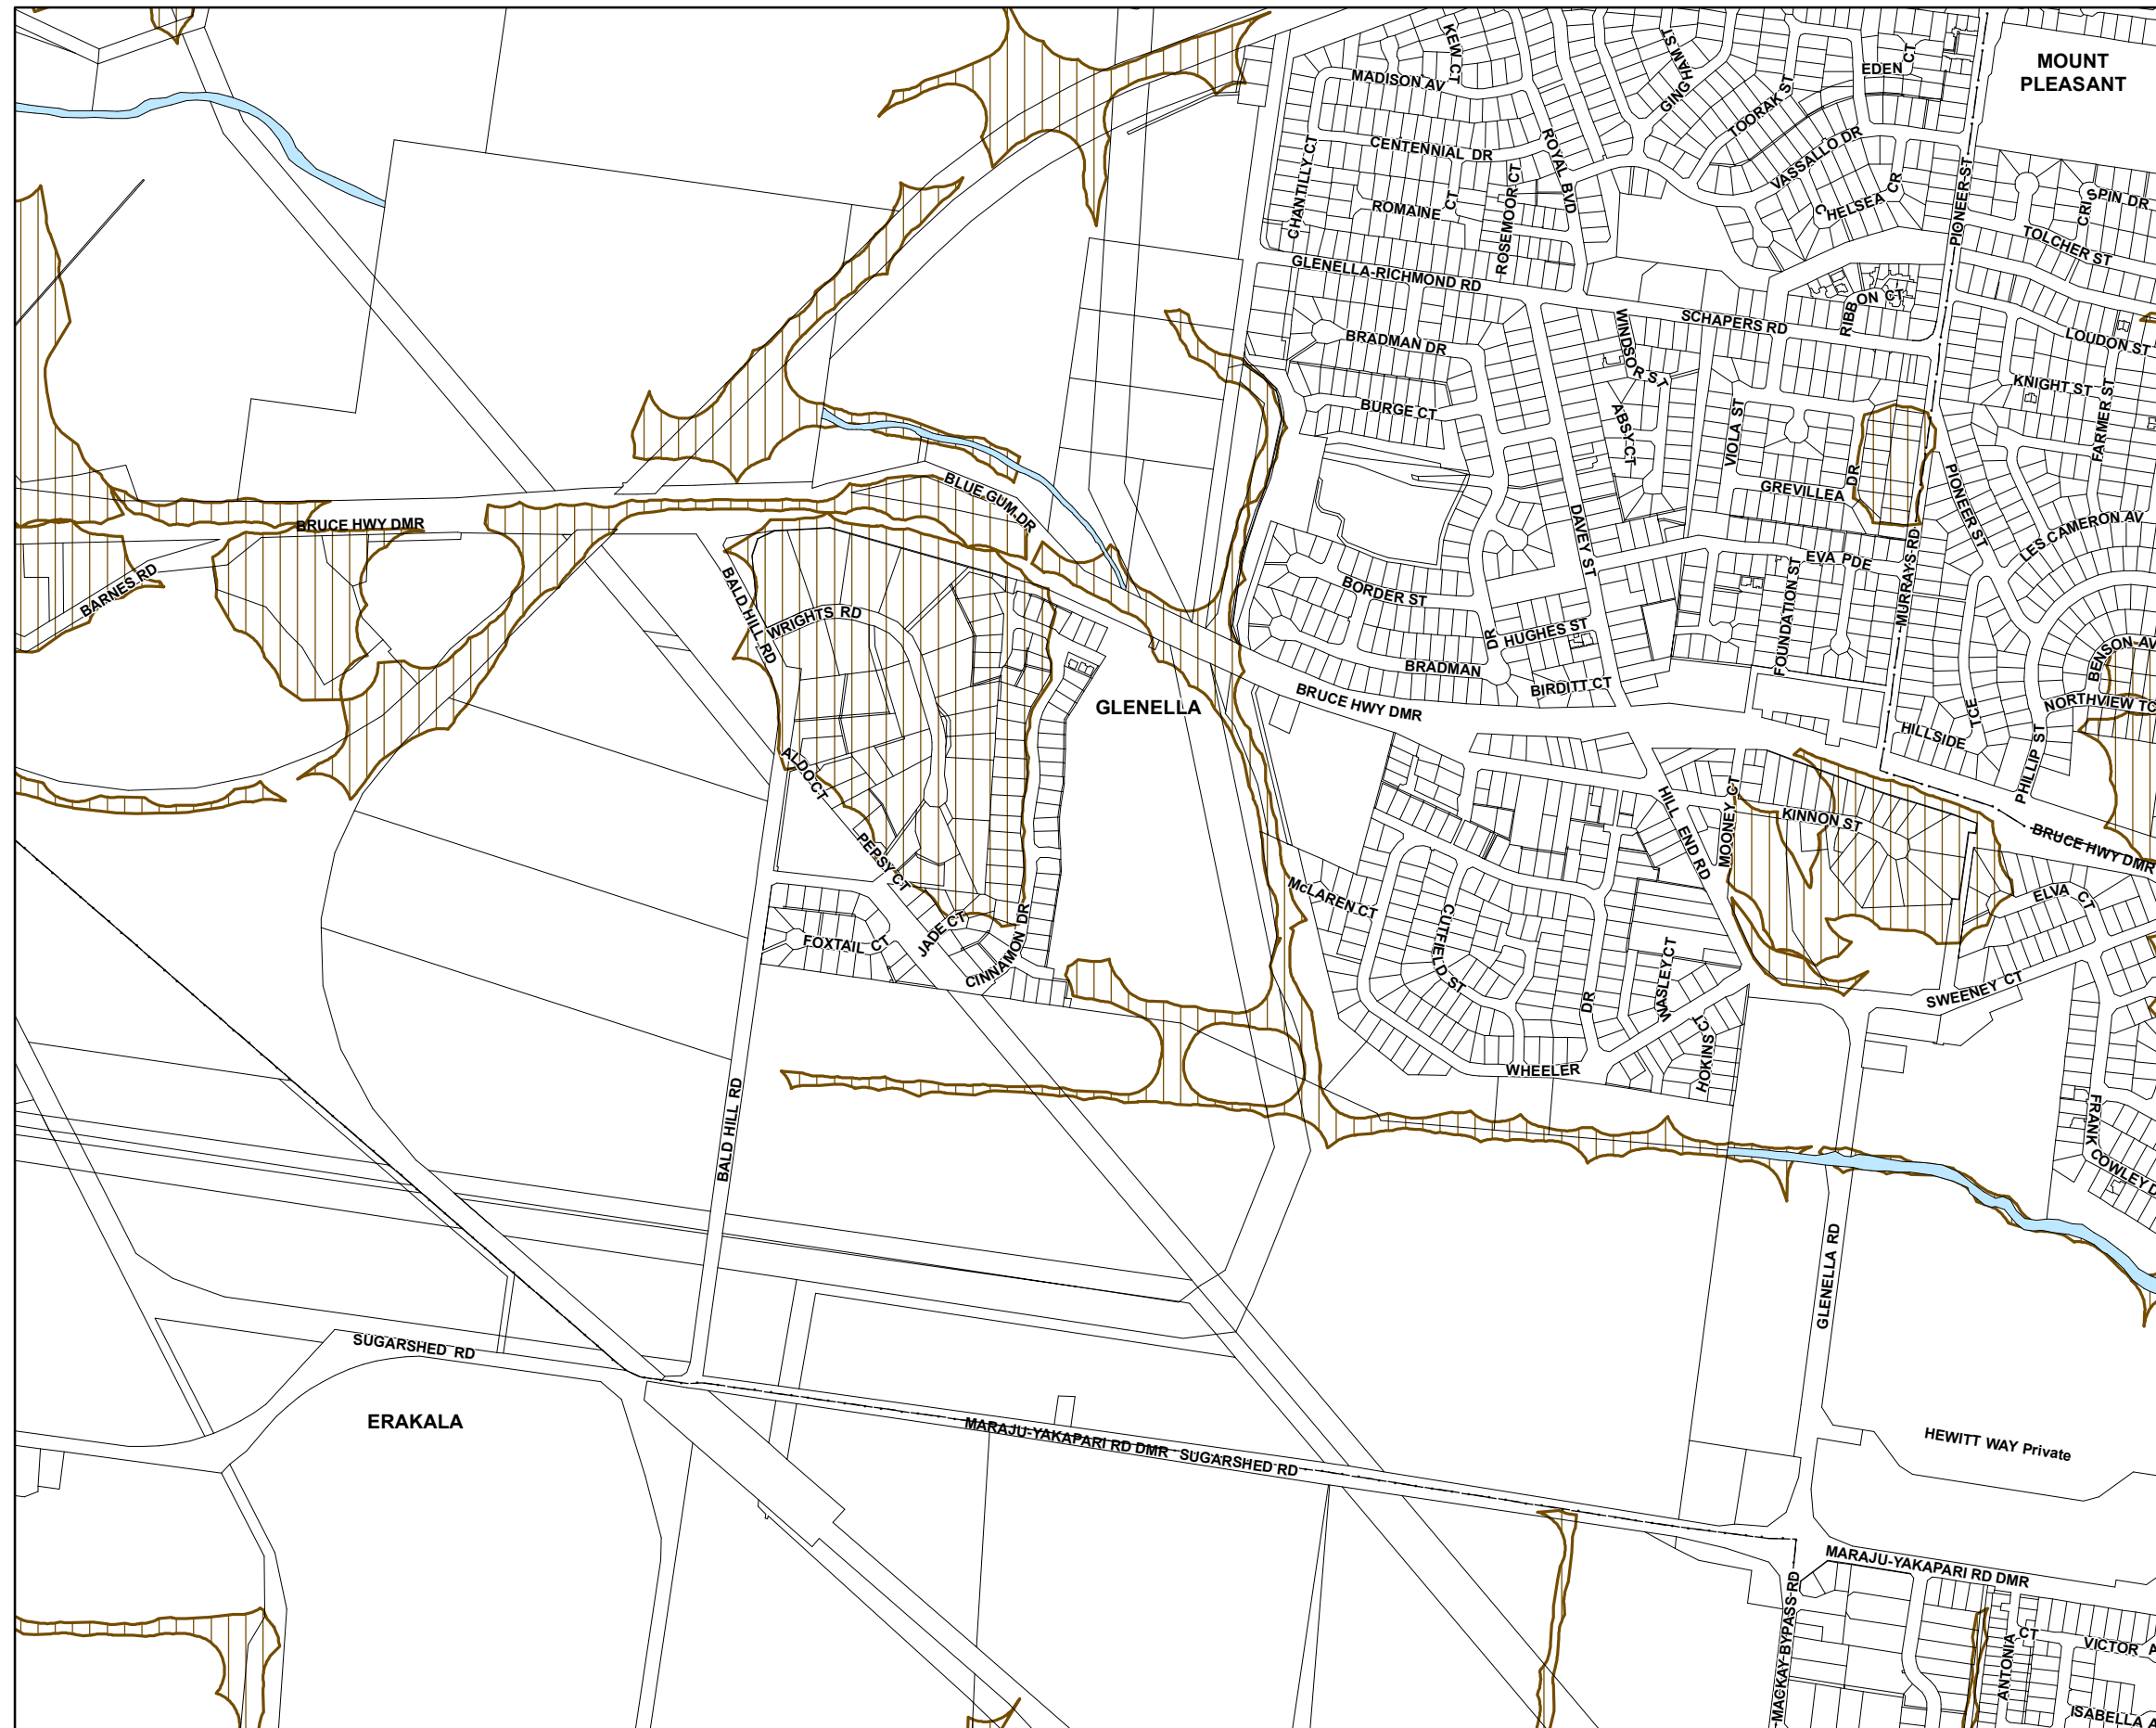 MOUNT
PLEASANT
KEW CT
GINGHAM ST
EDEN CT
MADISON AV
TOORAK ST
CENTENNIAL DR
ROYAL BVD
VASSALLO DR
CHANTILLY CT
ROMAINE CT
ROSEMOOR CT
CHELSEA CR
PIONEER ST
SPIN DR
CRI
TOLCHER ST
GLENELLA-RICHMOND RD
RIBBON CT
SCHAPERS RD
LOUDON ST
BRADMAN DR
WINDSOR ST
KNIGHT ST
BURGE CT
ABSY CT
VIOLA ST
FARMER ST
GREVILLEA DR
PIONEER ST
BLUE GUM DR
BRUCE HWY DMR
DAVEY ST
LES CAMERON AV
EVA PDE
MURRAYS RD
BARNES RD
BALD HILL RD
WRIGHTS RD
BORDER ST
FOUNDATION ST
HUGHES ST
BRADMAN DR
BIRDITT CT
BENSON AV
NORTHVIEW TC
GLENELLA
BRUCE HWY DMR
HILLSIDE TCE
PHILLIP ST
ALDO CT
HILL END RD
MOONEY CT
KINNON ST
BRUCE HWY DMR
PEPSY CT
McLAREN CT
CUTFIELD ST
ELVA CT
FOXTAIL CT
JADE CT
CINNAMON DR
WASLEY CT
SWEENEY CT
HOKINS CT
WHEELER DR
BALD HILL RD
FRANK
COWLEY D
GLENELLA RD
SUGARSHED RD
ERAKALA
MARAJU-YAKAPARI RD DMR
SUGARSHED RD
HEWITT WAY Private
MARAJU-YAKAPARI RD DMR
MACKAY-BYPASS-RD
ANTONIA CT
VICTOR A
ISABELLA A